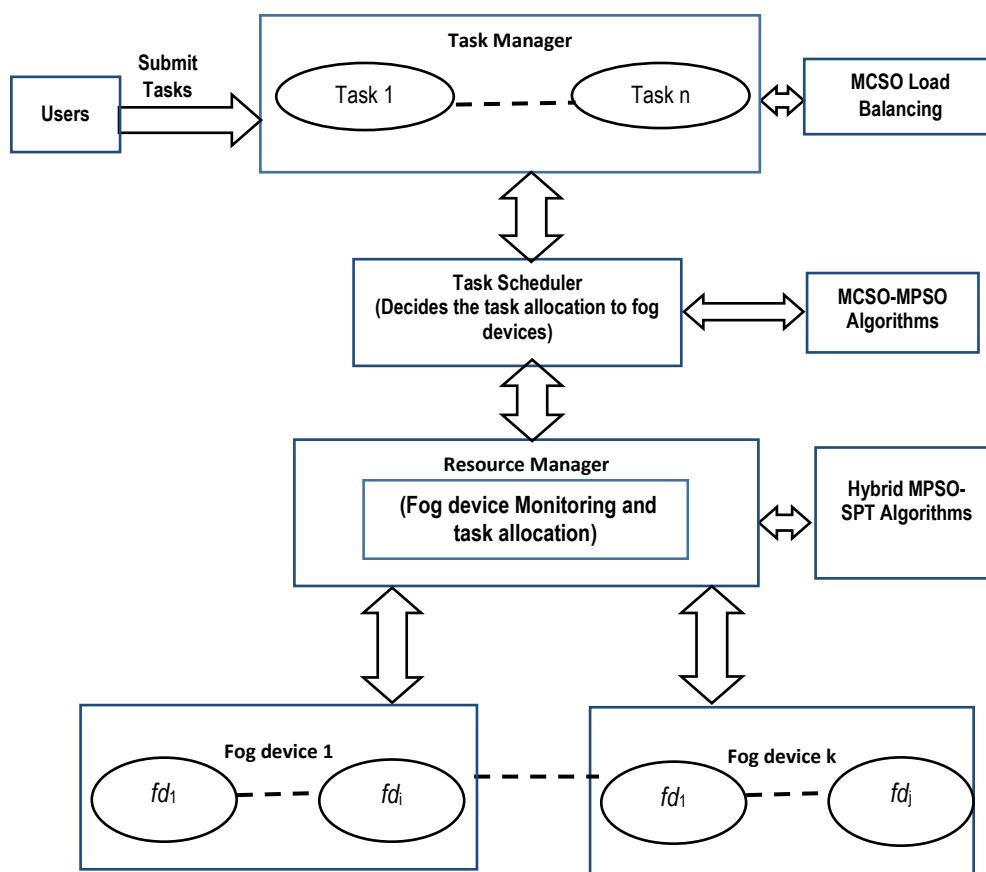 Task Manager
Submit
Tasks
Users
Task 1
Task n
MCSO Load
Balancing
Task Scheduler
(Decides the task allocation to fog
devices)
MCSO-MPSO
Algorithms
Resource Manager
(Fog device Monitoring and
task allocation)
Hybrid MPSO-
SPT Algorithms
Fog device 1
fd1
fdi
Fog device k
fd1
fdj